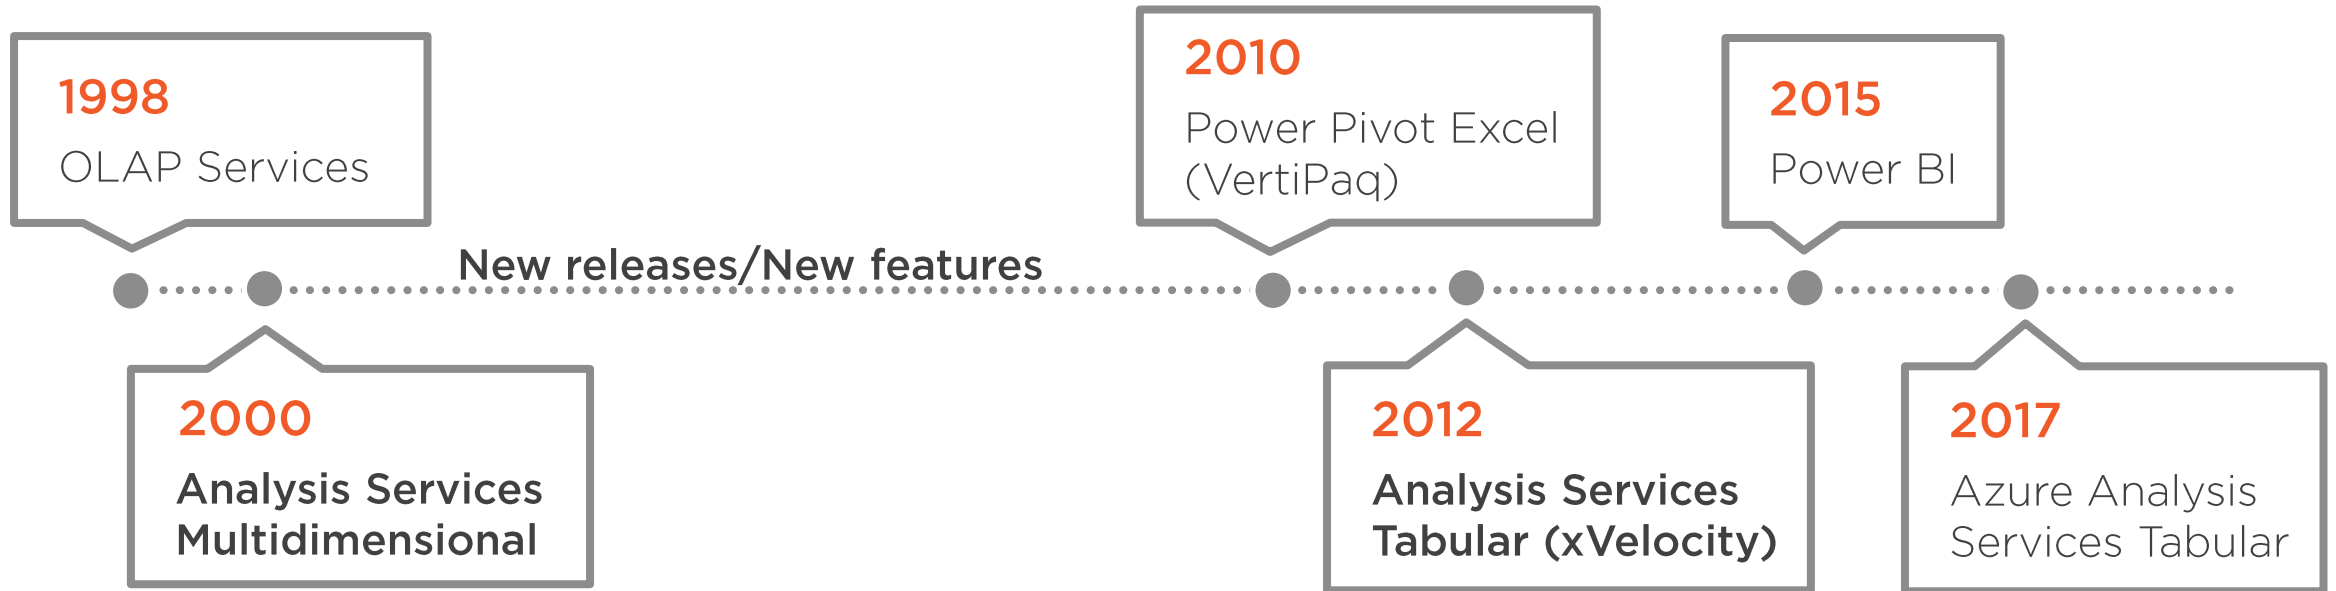 1998
OLAP Services
2000
Analysis Services
Multidimensional
New releases/New features
2010
Power Pivot Excel
(VertiPaq)
2012
Analysis Services
Tabular (xVelocity)
2015
Power BI
2017
Azure Analysis
Services Tabular